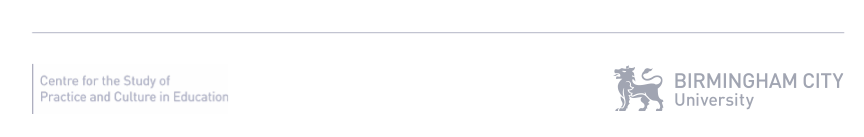 Centre for the Study of
Practice and Culture in Education
BIRMINGHAM CITY
University